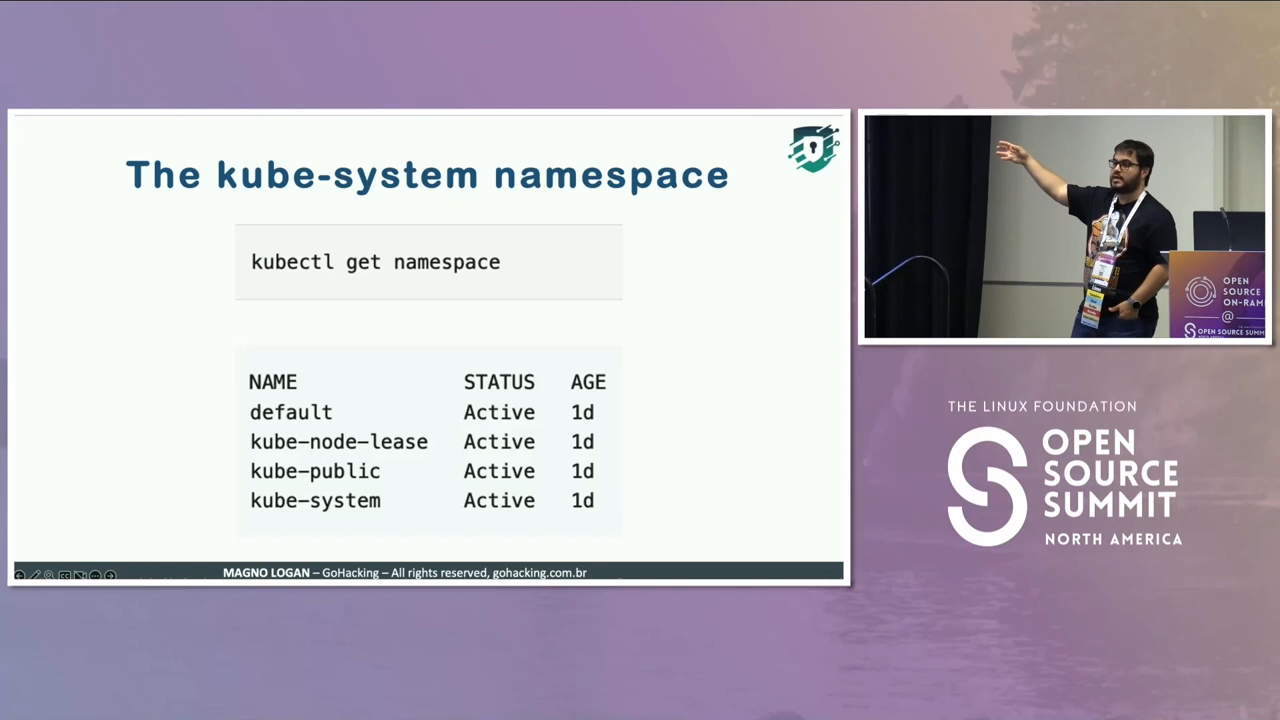 The kube-system namespace
kubectl get namespace
NAME STATUS AGE
default Active 1d
kube-node-lease Active 1d
kube-public Active 1d
kube-system Active 1d
MAGNO LOGAN – GoHacking – All rights reserved, gohacking.com.br
OPEN
SOURCE
ON-RAM
@
OPEN SOURCE SUMM
THE LINUX FOUNDATION
OPEN
SOURCE
SUMMIT
NORTH AMERICA